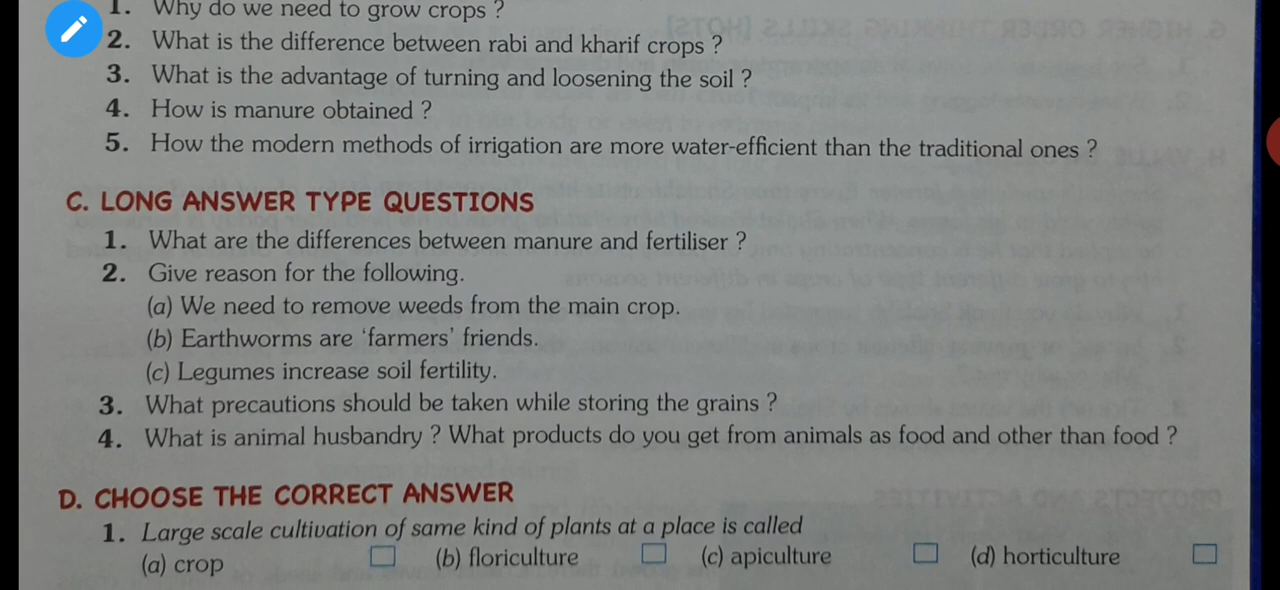 1. Why do we need to grow crops ?
2. What is the difference between rabi and kharif crops ?
3. What is the advantage of turning and loosening the soil ?
4. How is manure obtained ?
5. How the modern methods of irrigation are more water-efficient than the traditional ones ?
C. LONG ANSWER TYPE QUESTIONS
1. What are the differences between manure and fertiliser ?
2. Give reason for the following.
(a) We need to remove weeds from the main crop.
(b) Earthworms are ‘farmers’ friends.
(c) Legumes increase soil fertility.
3. What precautions should be taken while storing the grains ?
4. What is animal husbandry ? What products do you get from animals as food and other than food ?
D. CHOOSE THE CORRECT ANSWER
1. Large scale cultivation of same kind of plants at a place is called
(a) crop (b) floriculture (c) apiculture (d) horticulture